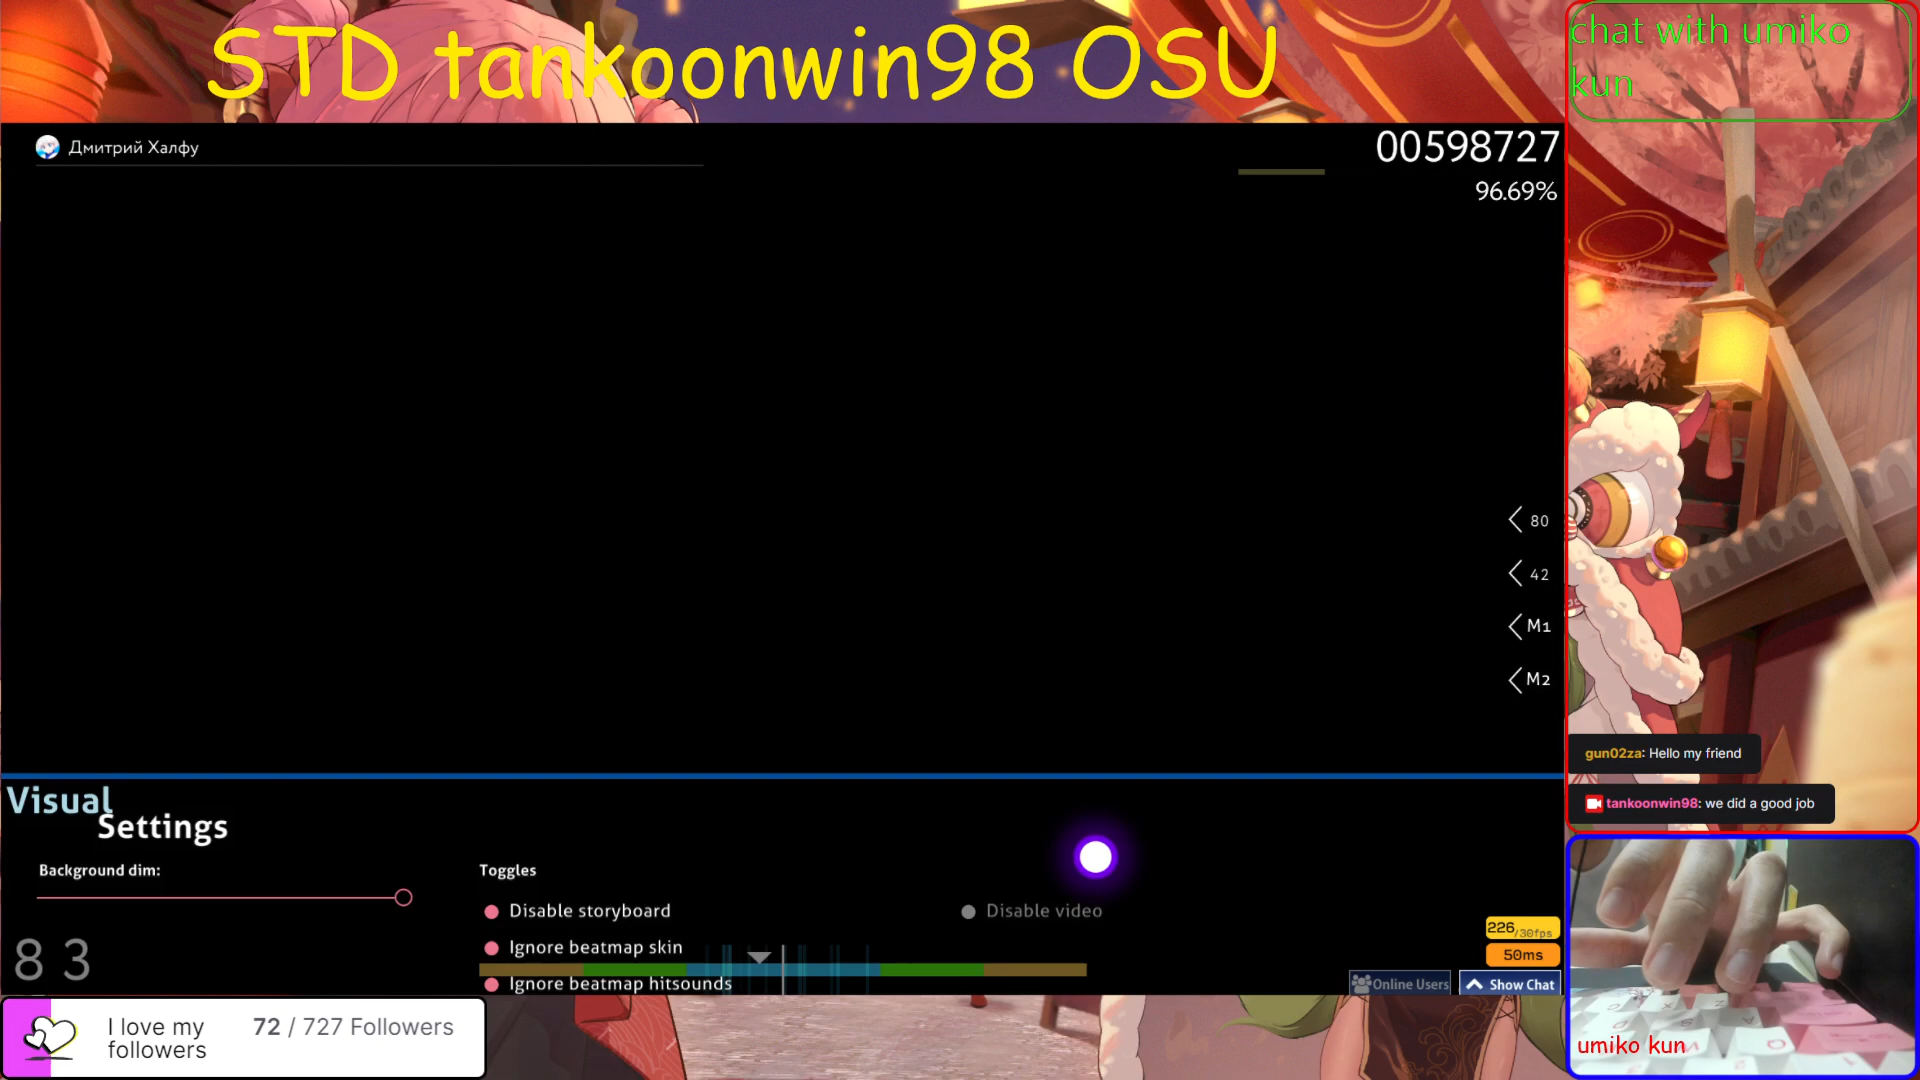 STD tankoonwin98 OSU
chat with umiko
kun
Дмитрий Халфу
00598727
96.69%
80
42
M1
M2
gun02za: Hello my friend
tankoonwin98: we did a good job
Visual
Settings
Background dim:
Toggles
Disable storyboard
Disable video
Ignore beatmap skin
Ignore beatmap hitsounds
83
226/30fps
50ms
Online Users
Show Chat
I love my
followers
72 / 727 Followers
umiko kun